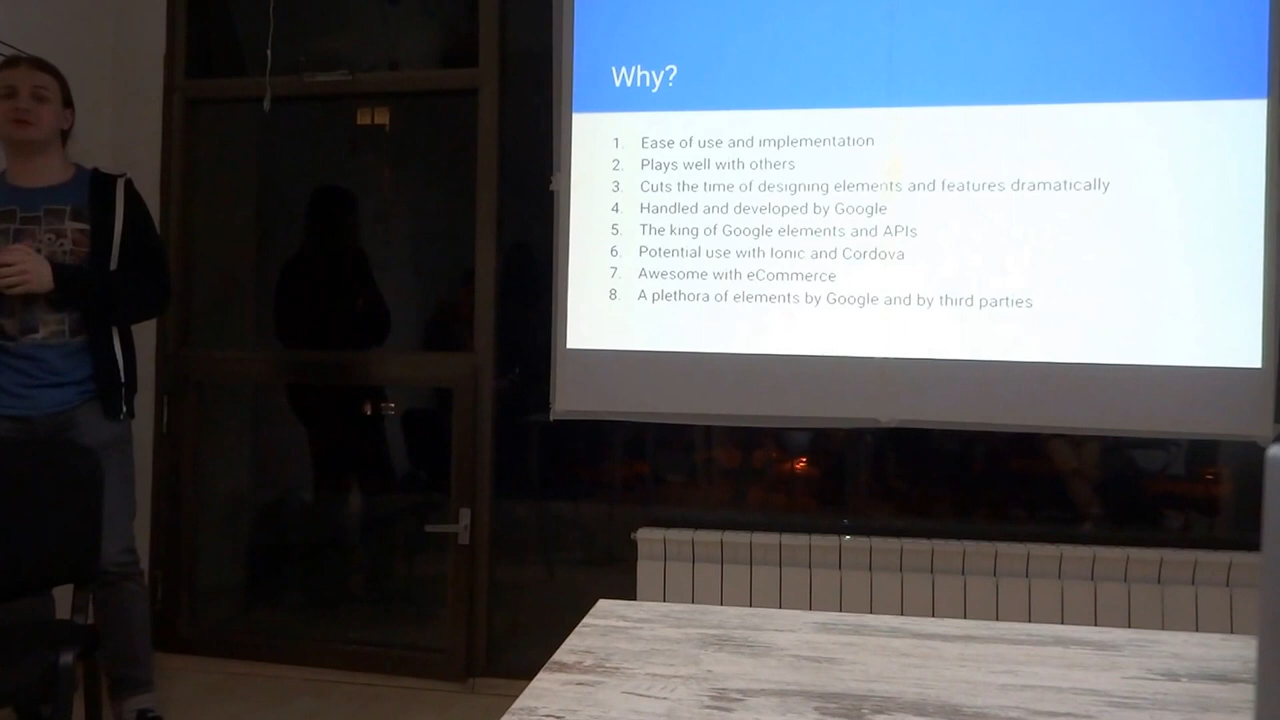 Why?
1. Ease of use and implementation
2. Plays well with others
3. Cuts the time of designing elements and features dramatically
4. Handled and developed by Google
5. The king of Google elements and APIs
6. Potential use with Ionic and Cordova
7. Awesome with eCommerce
8. A plethora of elements by Google and by third parties